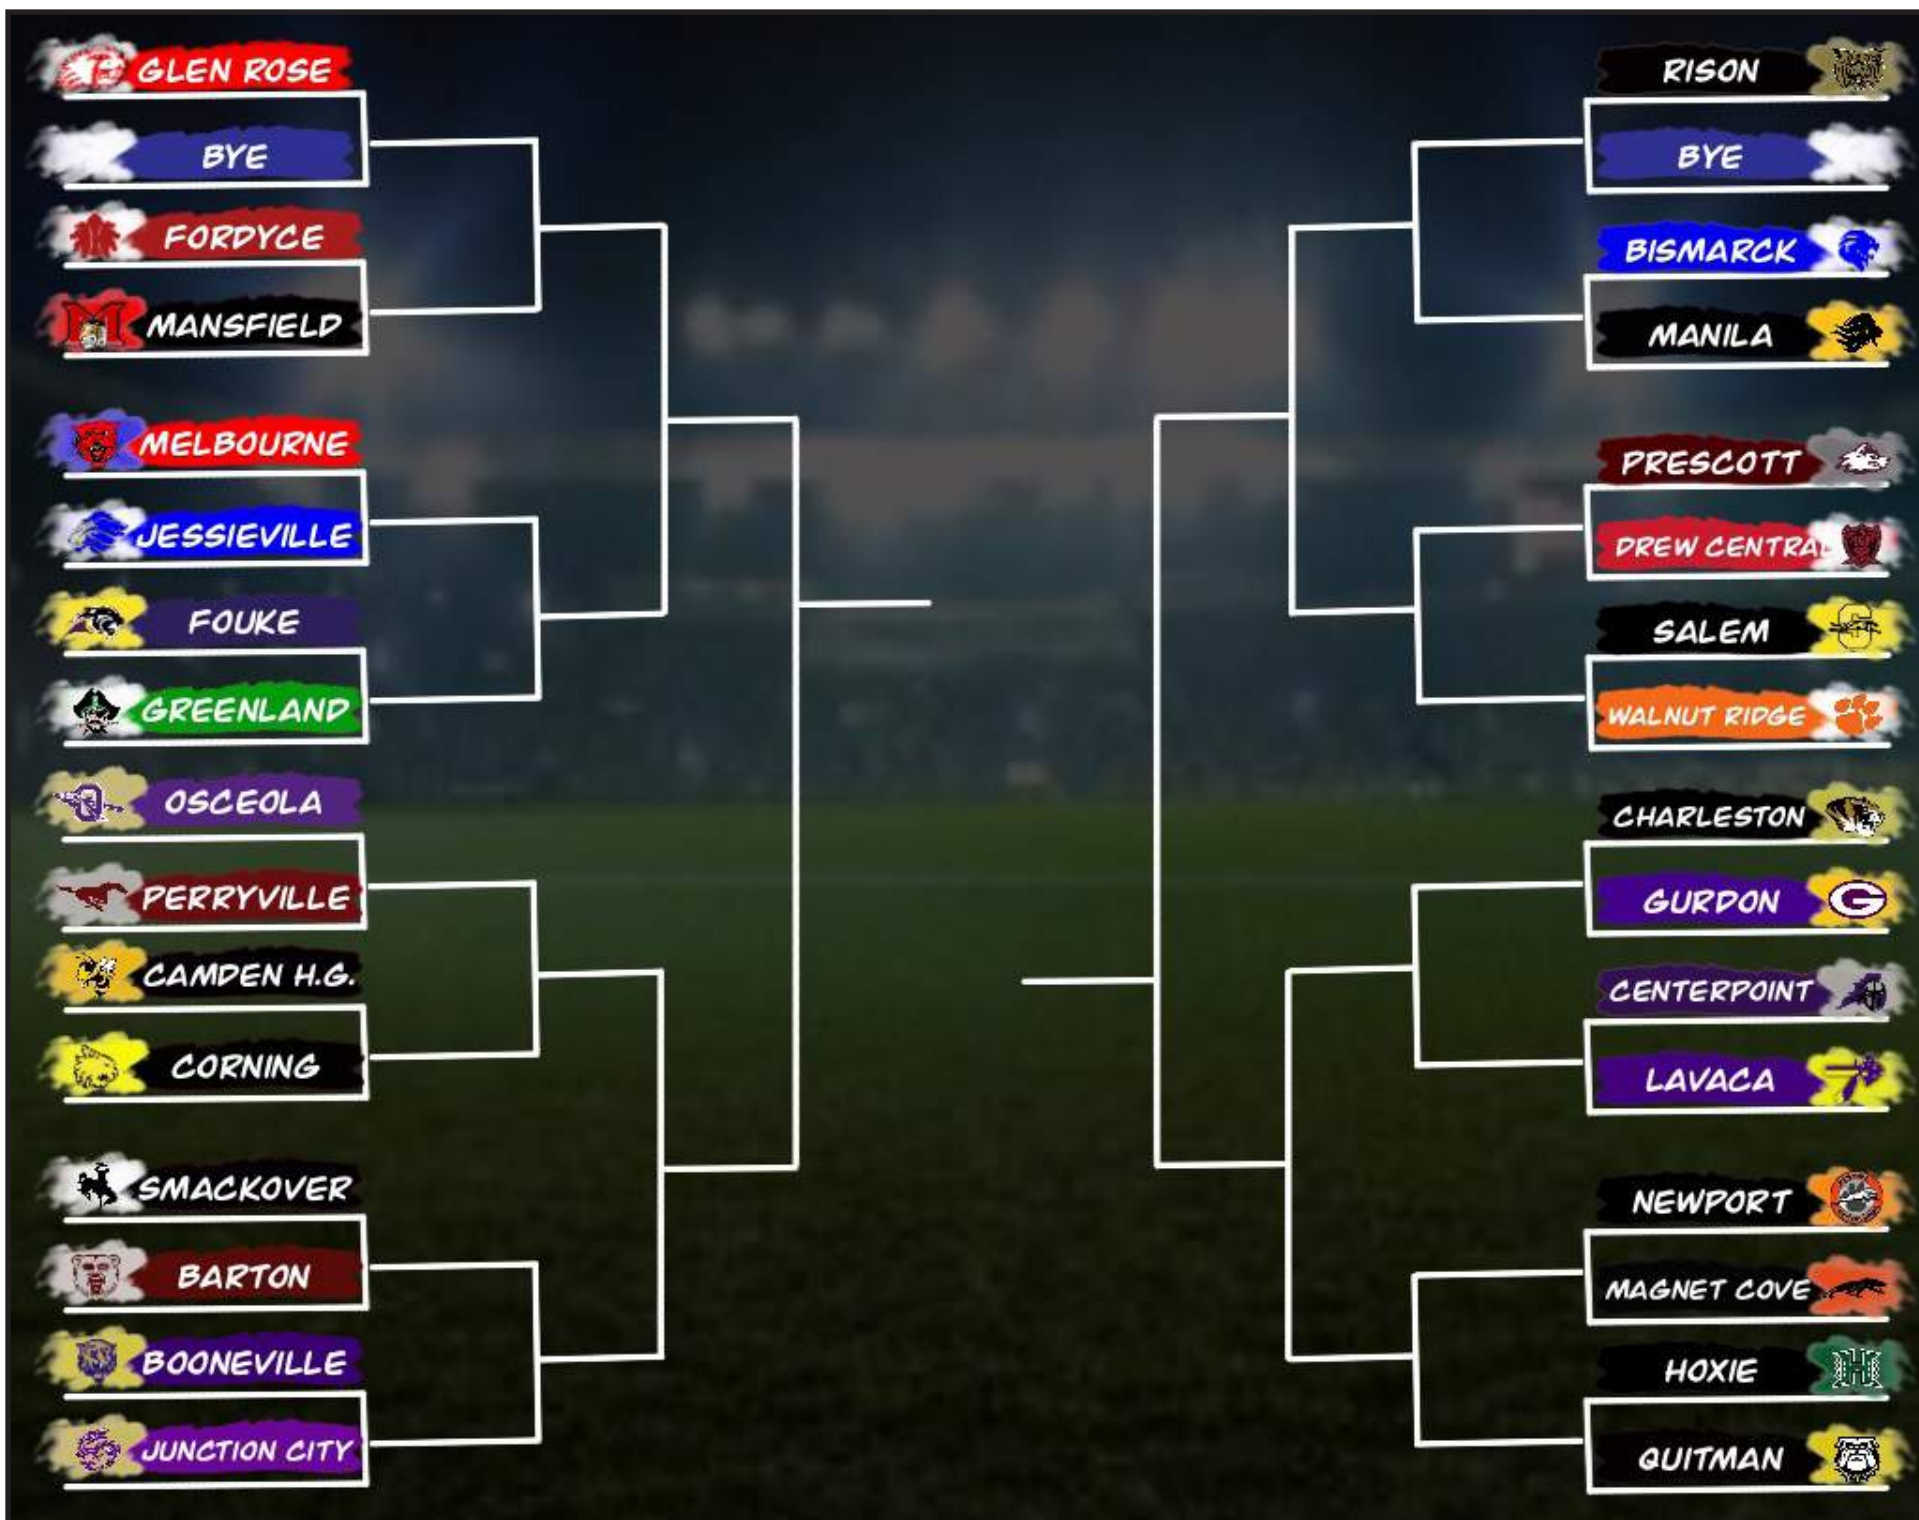 GLEN ROSE
BYE
FORDYCE
MANSFIELD
MELBOURNE
JESSIEVILLE
FOUKE
GREENLAND
OSCEOLA
PERRYVILLE
CAMDEN H.G.
CORNING
SMACKOVER
BARTON
BOONEVILLE
JUNCTION CITY
RISON
BYE
BISMARCK
MANILA
PRESCOTT
DREW CENTRAL
SALEM
WALNUT RIDGE
CHARLESTON
GURDON
CENTERPOINT
LAVACA
NEWPORT
MAGNET COVE
HOXIE
QUITMAN